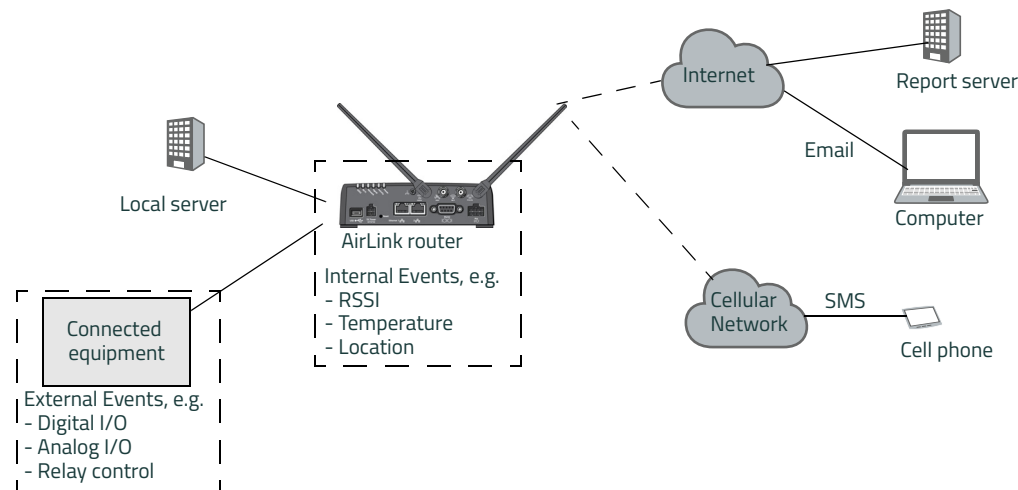 Internet
Report server
Email
Computer
Local server
AirLink router
Internal Events, e.g.
- RSSI
- Temperature
- Location
Cellular
Network
SMS
Cell phone
Connected
equipment
External Events, e.g.
- Digital I/O
- Analog I/O
- Relay control